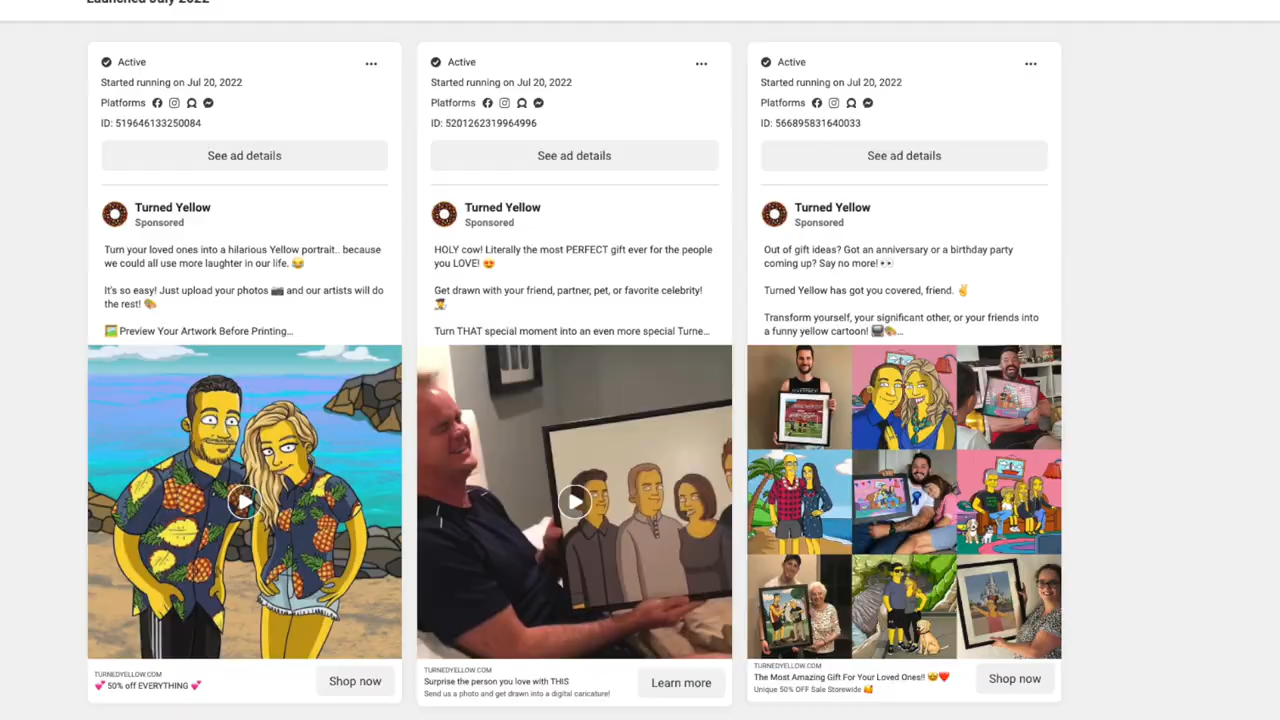 Launched July 2022
Active
Started running on Jul 20, 2022
Platforms
ID: 519646133250084
See ad details
Turned Yellow
Sponsored
Turn your loved ones into a hilarious Yellow portrait.. because
we could all use more laughter in our life. 😂
It's so easy! Just upload your photos 📷 and our artists will do
the rest! 🎨
🖼️ Preview Your Artwork Before Printing...
TURNEDYELLOW.COM
💞 50% off EVERYTHING 💞
Shop now
Active
Started running on Jul 20, 2022
Platforms
ID: 5201262319964996
See ad details
Turned Yellow
Sponsored
HOLY cow! Literally the most PERFECT gift ever for the people
you LOVE! 😍
Get drawn with your friend, partner, pet, or favorite celebrity!
👨‍🎨
Turn THAT special moment into an even more special Turne...
TURNEDYELLOW.COM
Surprise the person you love with THIS
Send us a photo and get drawn into a digital caricature!
Learn more
Active
Started running on Jul 20, 2022
Platforms
ID: 566895831640033
See ad details
Turned Yellow
Sponsored
Out of gift ideas? Got an anniversary or a birthday party
coming up? Say no more! 👀
Turned Yellow has got you covered, friend. ✌️
Transform yourself, your significant other, or your friends into
a funny yellow cartoon! 📺🎨...
TURNEDYELLOW.COM
The Most Amazing Gift For Your Loved Ones!! 🤩❤️
Unique 50% OFF Sale Storewide 🥰
Shop now